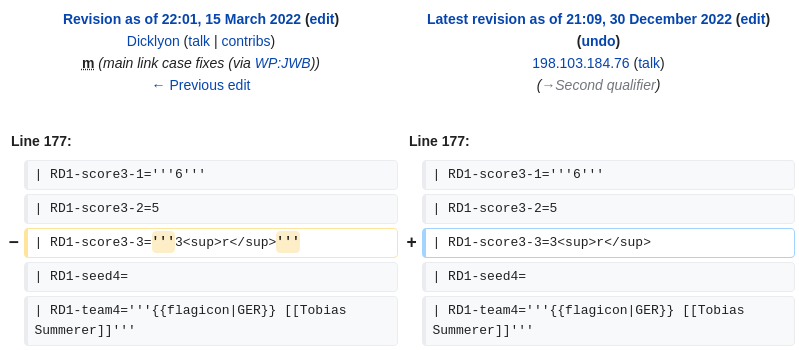 Revision as of 22:01, 15 March 2022 (edit)
Dicklyon (talk | contribs)
m (main link case fixes (via WP:JWB))
← Previous edit
Latest revision as of 21:09, 30 December 2022 (edit)
(undo)
198.103.184.76 (talk)
(→Second qualifier)
Line 177:
Line 177:
| RD1-score3-1='''6'''
| RD1-score3-1='''6'''
| RD1-score3-2=5
| RD1-score3-2=5
− | RD1-score3-3='''3<sup>r</sup>'''
+ | RD1-score3-3=3<sup>r</sup>
| RD1-seed4=
| RD1-seed4=
| RD1-team4='''{{flagicon|GER}} [[Tobias
Summerer]]'''
| RD1-team4='''{{flagicon|GER}} [[Tobias
Summerer]]'''